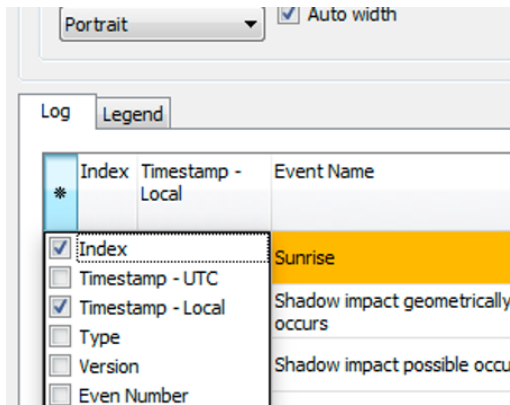 Portrait
Auto width
Log Legend
* Index Timestamp - Event Name
Local
Index
Timestamp - UTC
Timestamp - Local
Type
Version
Even Number
Sunrise
Shadow impact geometrically
occurs
Shadow impact possible occu